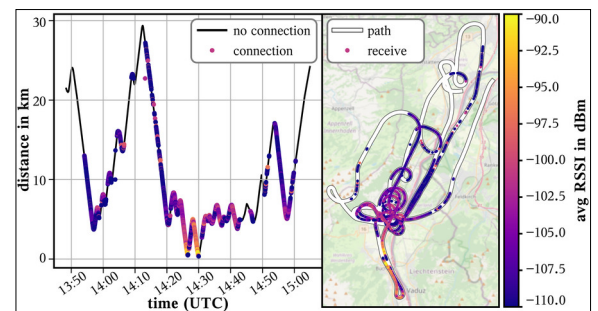 distance in km
30
20
10
0
no connection
connection
13:50
14:00
14:10
14:20
14:30
14:40
14:50
15:00
time (UTC)
path
receive
Liechtenstein
Vaduz
−90.0
−92.5
−95.0
−97.5
−100.0
−102.5
−105.0
−107.5
−110.0
avg RSSI in dBm